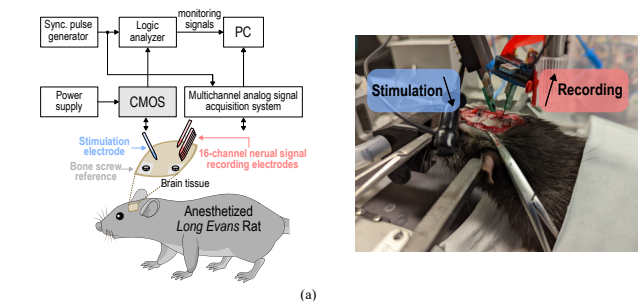 Sync. pulse
generator
Logic
analyzer
monitoring
signals
PC
Power
supply
CMOS
Multichannel analog signal
acquisition system
Stimulation
electrode
Bone screw
reference
16-channel nerual signal
recording electrodes
Brain tissue
Anesthetized
Long Evans Rat
Stimulation
Recording
(a)